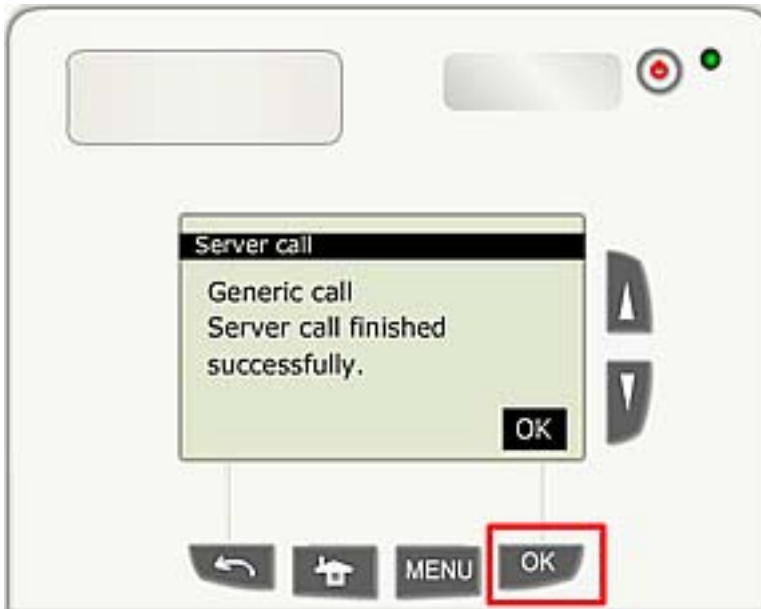 Server call
Generic call
Server call finished
successfully.
OK
MENU
OK